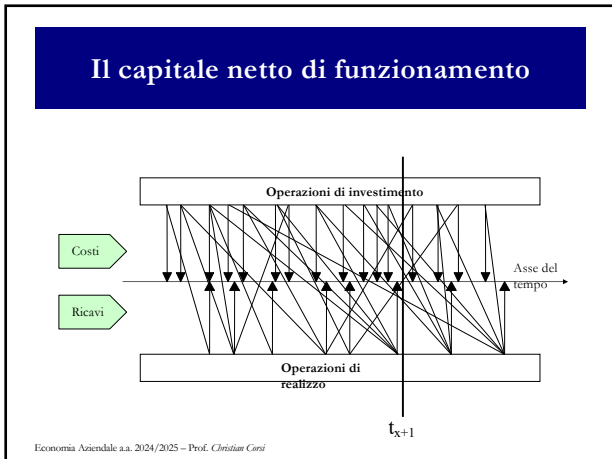 Il capitale netto di funzionamento
Operazioni di investimento
Costi
Asse del
tempo
Ricavi
Operazioni di
realizzo
tx+1
Economia Aziendale a.a. 2024/2025 – Prof. Christian Corsi